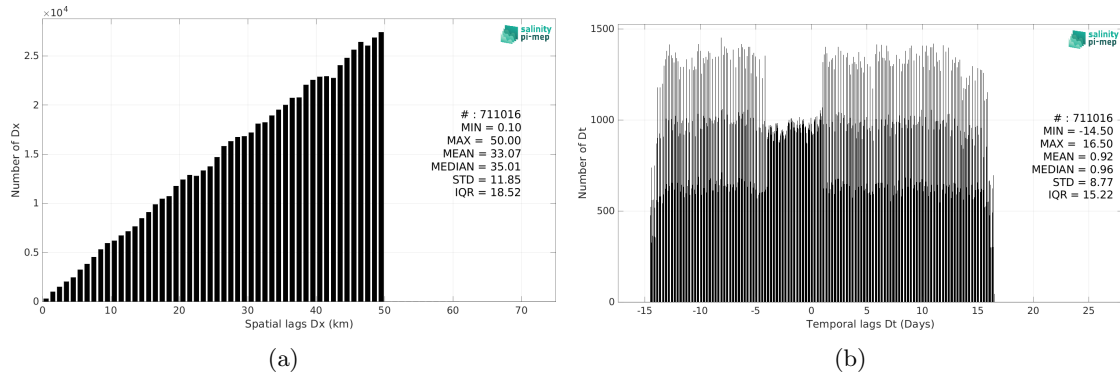 ×10⁴
2.5
2
1.5
1
0.5
0
0 10 20 30 40 50 60 70
Number of Dx
Spatial lags Dx (km)
salinity
pi-mep
# : 711016
MIN = 0.10
MAX = 50.00
MEAN = 33.07
MEDIAN = 35.01
STD = 11.85
IQR = 18.52
(a)
1500
1000
500
0
-15 -10 -5 0 5 10 15 20 25
Number of Dt
Temporal lags Dt (Days)
salinity
pi-mep
# : 711016
MIN = -14.50
MAX = 16.50
MEAN = 0.92
MEDIAN = 0.96
STD = 8.77
IQR = 15.22
(b)